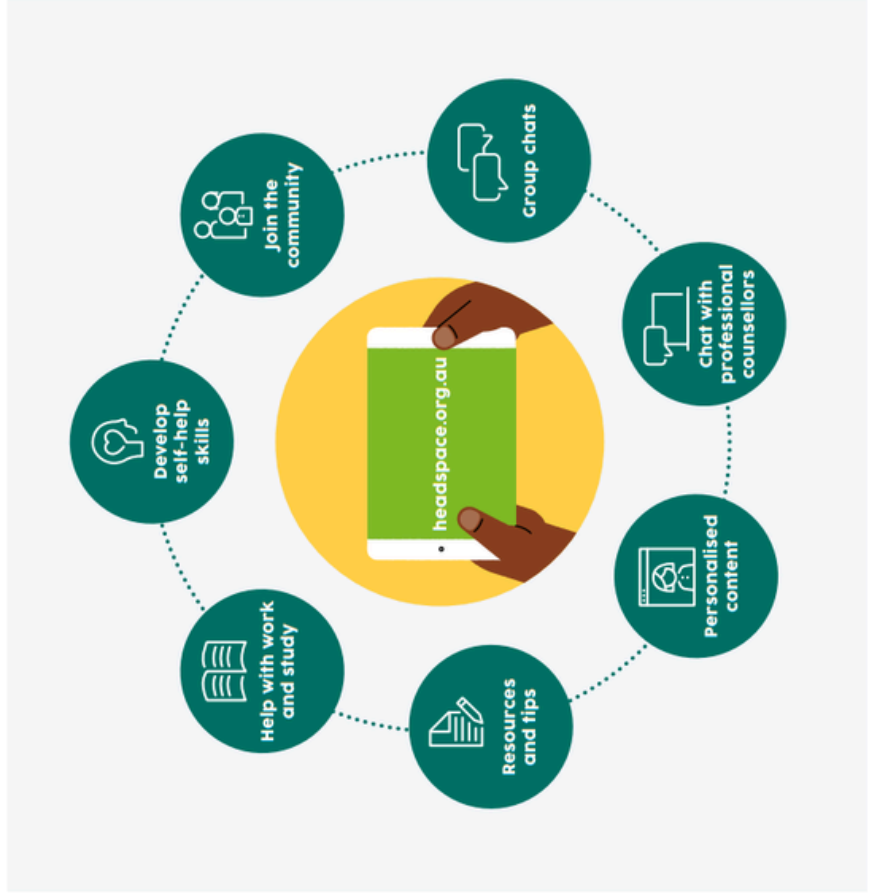 Develop
self-help
skills
Join the
community
Group chats
Chat with
professional
counsellors
Personalised
content
Resources
and tips
Help with work
and study
headspace.org.au